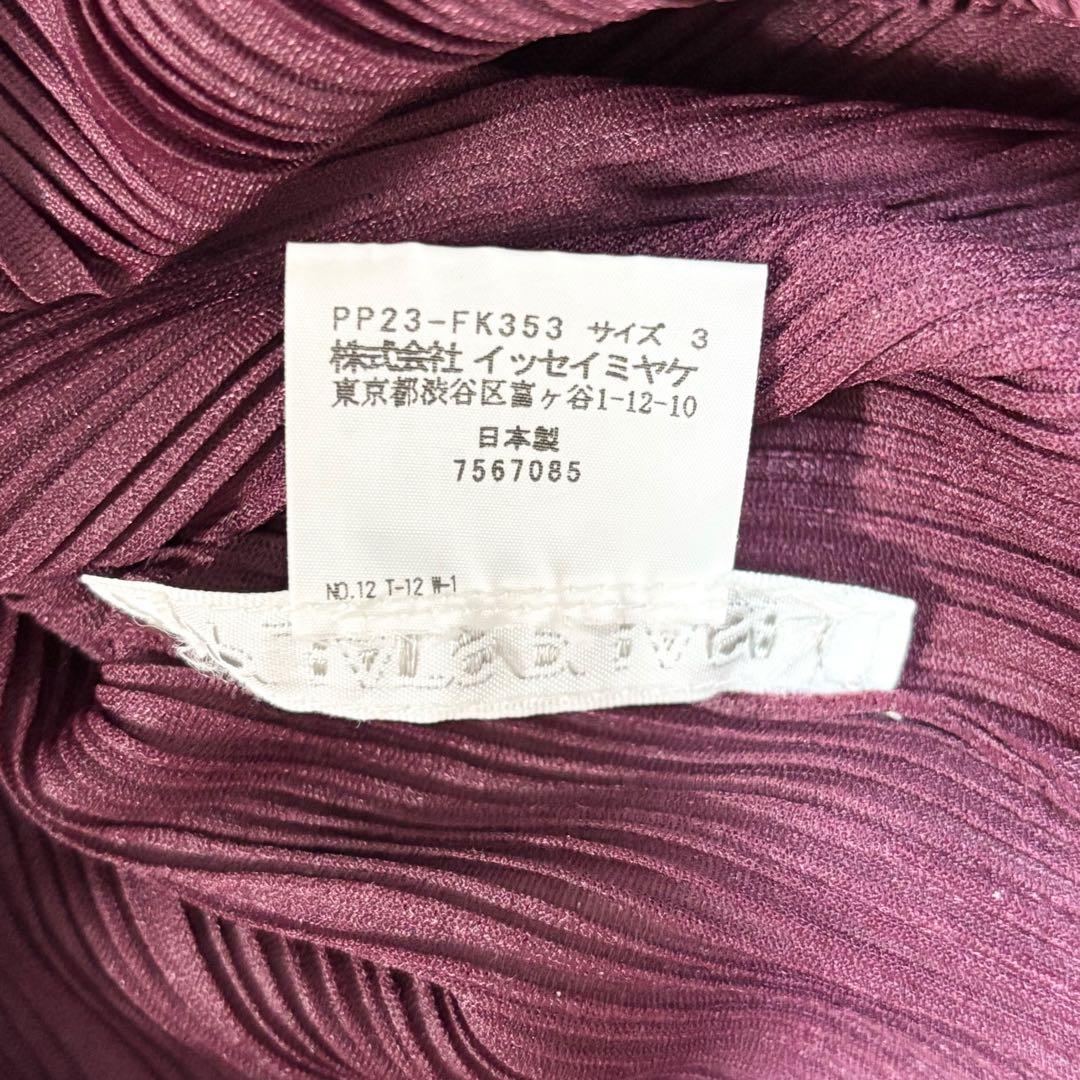 PP23-FK353 サイズ 3
株式会社 イッセイミヤケ
東京都渋谷区富ヶ谷1-12-10
日本製
7567085
NO.12 T-12 W-1